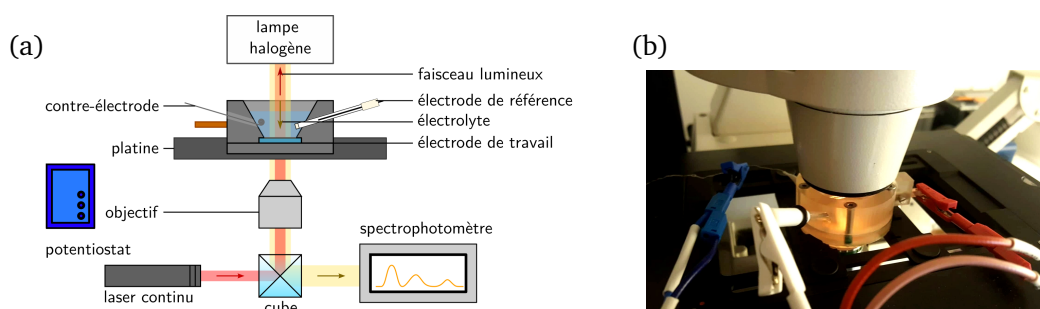 (a)
lampe
halogène
faisceau lumineux
contre-électrode
électrode de référence
électrolyte
platine
électrode de travail
objectif
potentiostat
spectrophotomètre
laser continu
cube
(b)